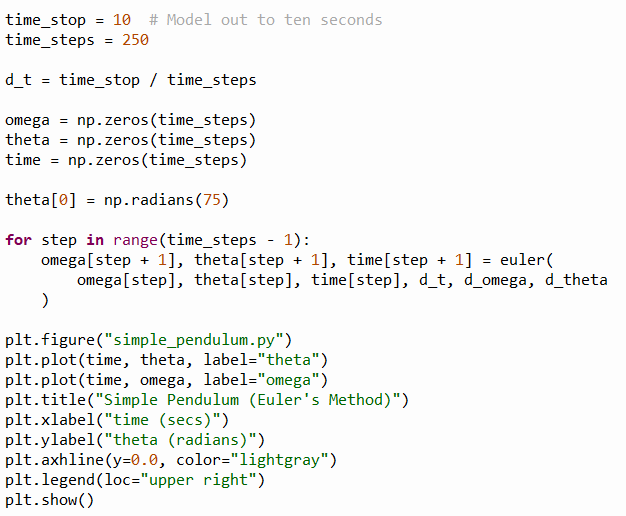 time_stop = 10  # Model out to ten seconds
time_steps = 250

d_t = time_stop / time_steps

omega = np.zeros(time_steps)
theta = np.zeros(time_steps)
time = np.zeros(time_steps)

theta[0] = np.radians(75)

for step in range(time_steps - 1):
    omega[step + 1], theta[step + 1], time[step + 1] = euler(
        omega[step], theta[step], time[step], d_t, d_omega, d_theta
    )

plt.figure("simple_pendulum.py")
plt.plot(time, theta, label="theta")
plt.plot(time, omega, label="omega")
plt.title("Simple Pendulum (Euler's Method)")
plt.xlabel("time (secs)")
plt.ylabel("theta (radians)")
plt.axhline(y=0.0, color="lightgray")
plt.legend(loc="upper right")
plt.show()